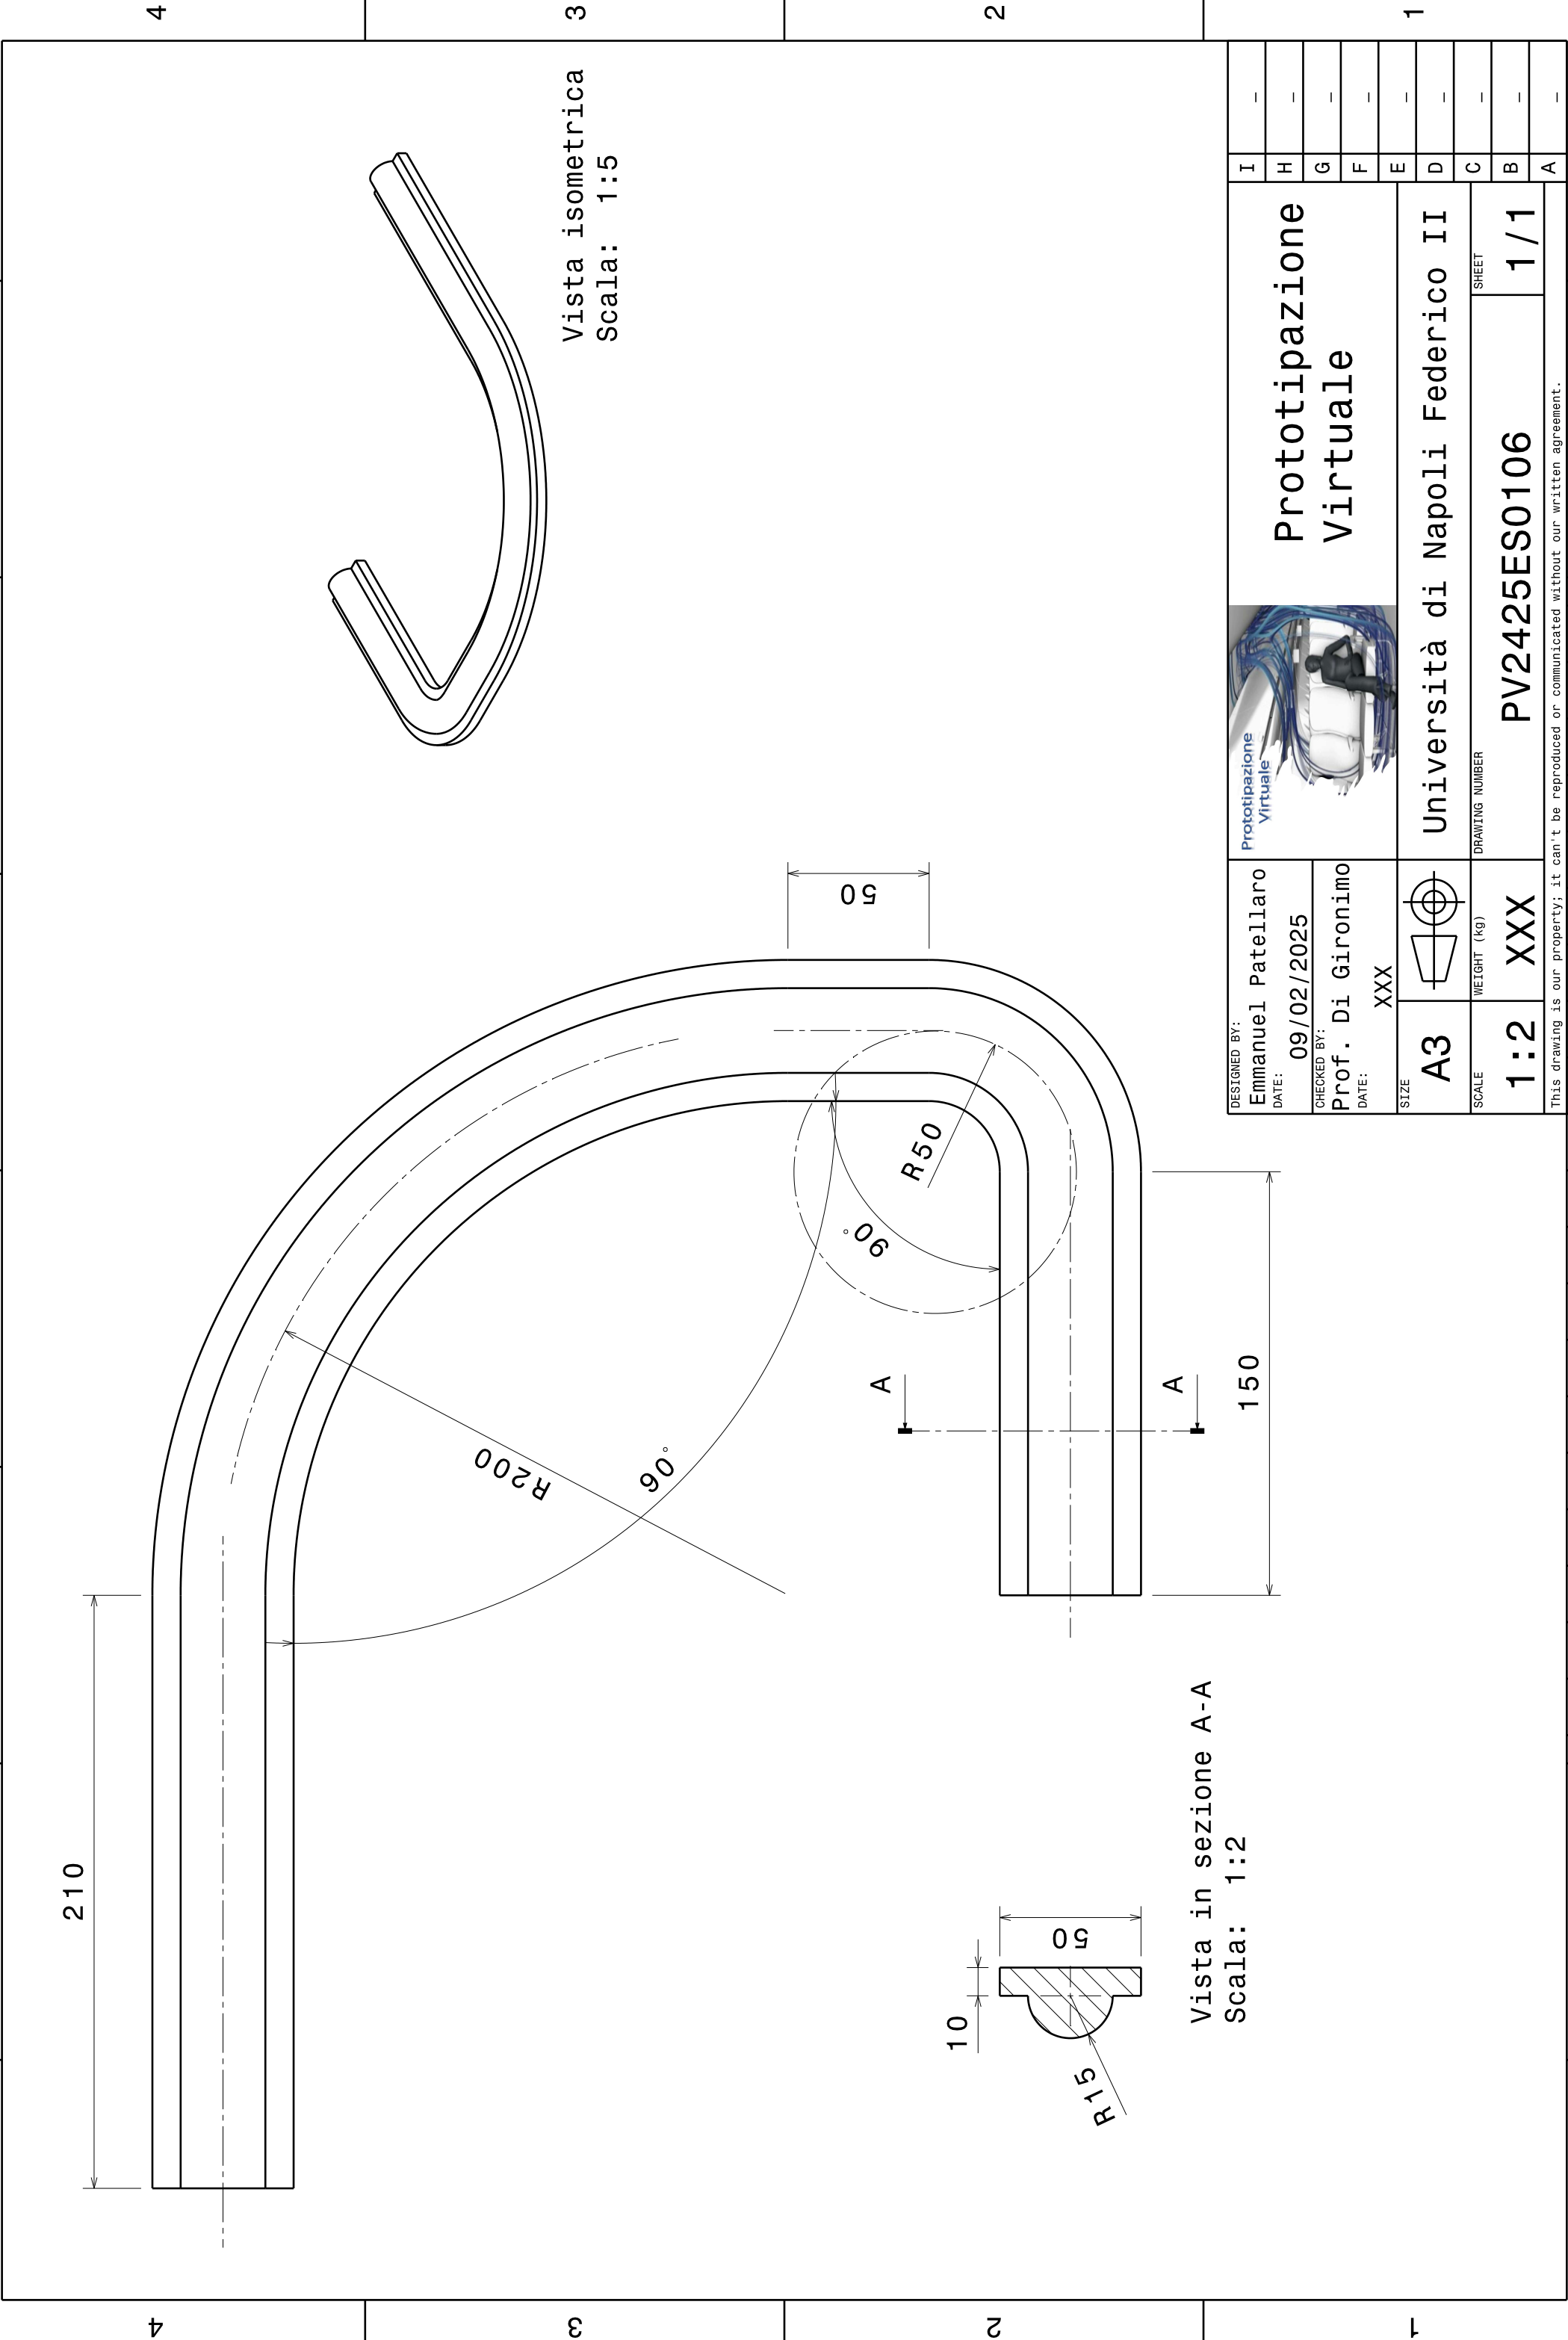 4
3
2
1
210
R200
90°
50
R50
90°
A
A
150
10
50
R15
Vista in sezione A-A
Scala: 1:2
Vista isometrica
Scala: 1:5
DESIGNED BY:
Emmanuel Patellaro
DATE:
09/02/2025
CHECKED BY:
Prof. Di Gironimo
DATE:
XXX
SIZE
A3
SCALE
1:2
WEIGHT (kg)
XXX
Prototipazione
Virtuale
Prototipazione
Virtuale
Università di Napoli Federico II
DRAWING NUMBER
PV2425ES0106
SHEET
1/1
I –
H –
G –
F –
E –
D –
C –
B –
A –
This drawing is our property; it can't be reproduced or communicated without our written agreement.
4
3
2
1